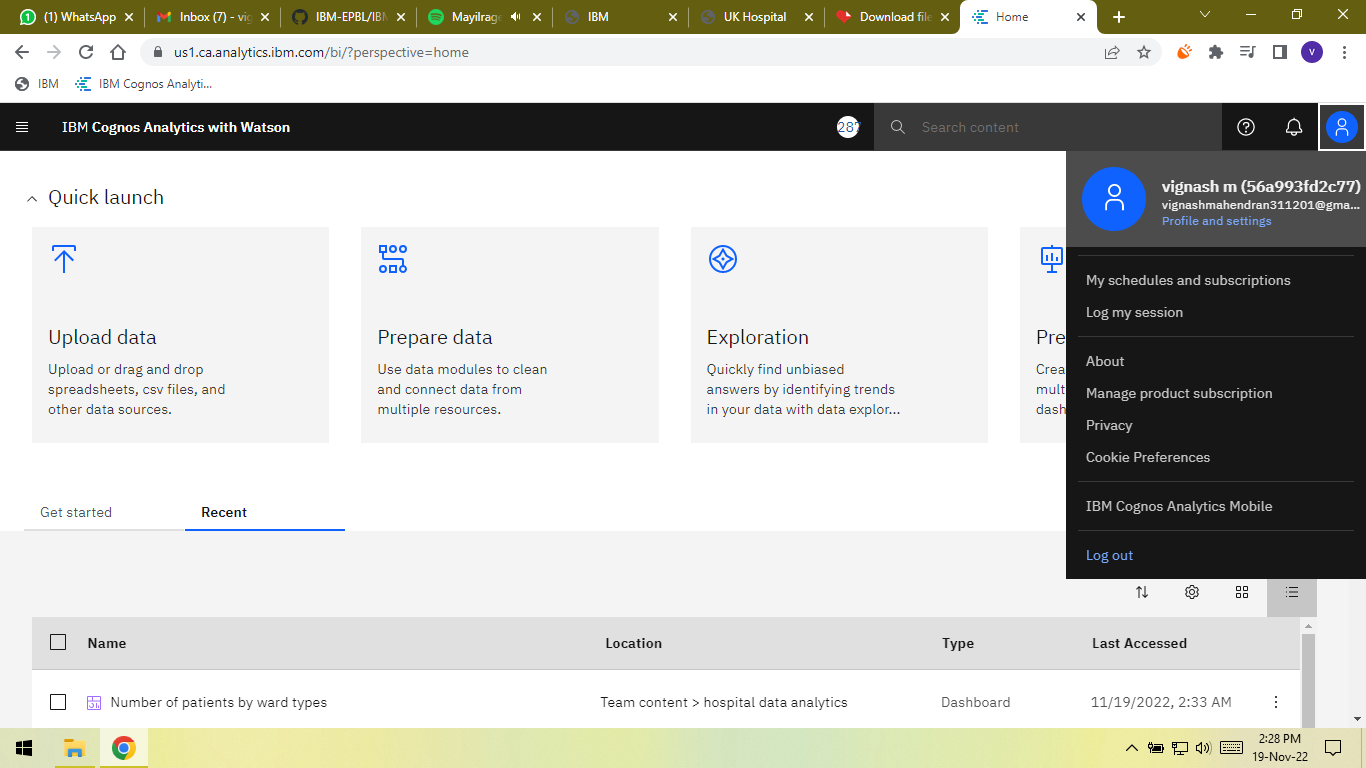 (1) WhatsApp
Inbox (7) - vig
IBM-EPBL/IBM
Mayilrage
IBM
UK Hospital
Download file
Home
us1.ca.analytics.ibm.com/bi/?perspective=home
V
IBM
IBM Cognos Analyti...
IBM Cognos Analytics with Watson
287
Search content
vignash m (56a993fd2c77)
vignashmahendran311201@gma...
Profile and settings
My schedules and subscriptions
Log my session
About
Manage product subscription
Privacy
Cookie Preferences
IBM Cognos Analytics Mobile
Log out
Quick launch
Upload data
Upload or drag and drop
spreadsheets, csv files, and
other data sources.
Prepare data
Use data modules to clean
and connect data from
multiple resources.
Exploration
Quickly find unbiased
answers by identifying trends
in your data with data explor...
Pre
Crea
mult
dash
Get started
Recent
Name
Location
Type
Last Accessed
Number of patients by ward types
Team content > hospital data analytics
Dashboard
11/19/2022, 2:33 AM
2:28 PM
19-Nov-22